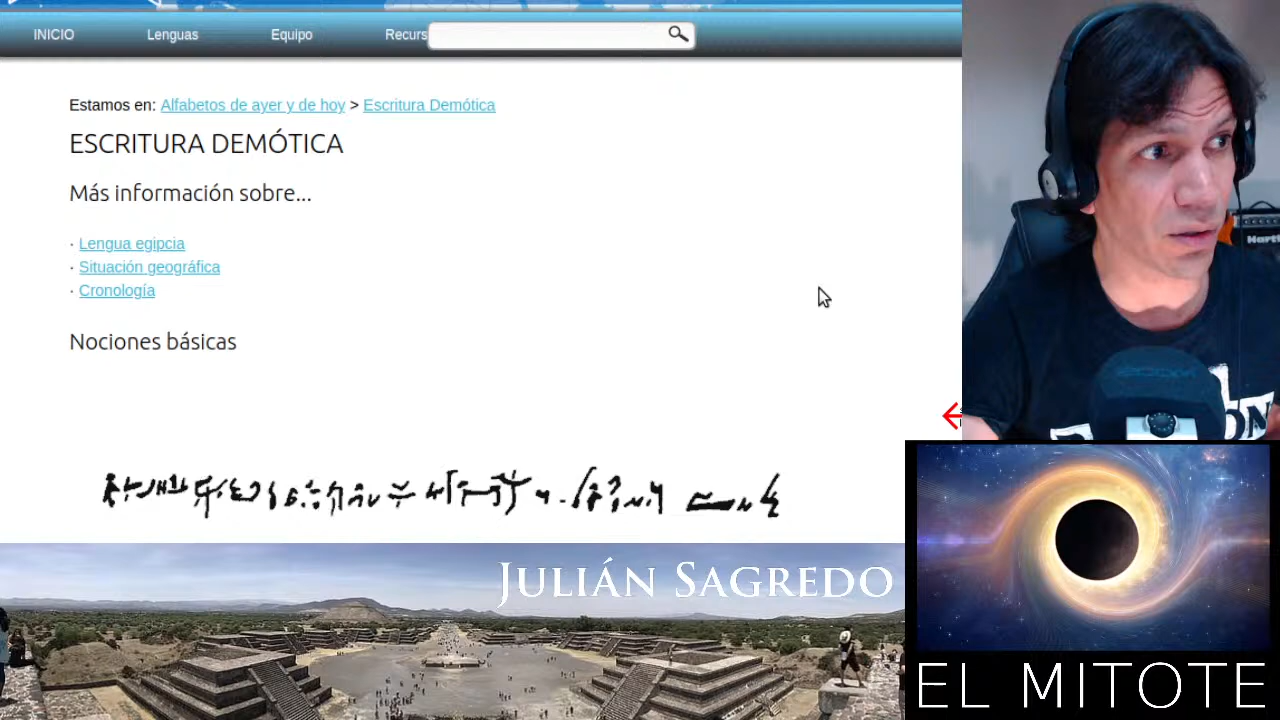 INICIO Lenguas Equipo Recurs
Estamos en: Alfabetos de ayer y de hoy > Escritura Demótica
ESCRITURA DEMÓTICA
Más información sobre...
· Lengua egipcia
· Situación geográfica
· Cronología
Nociones básicas
JULIÁN SAGREDO
EL MITOTE